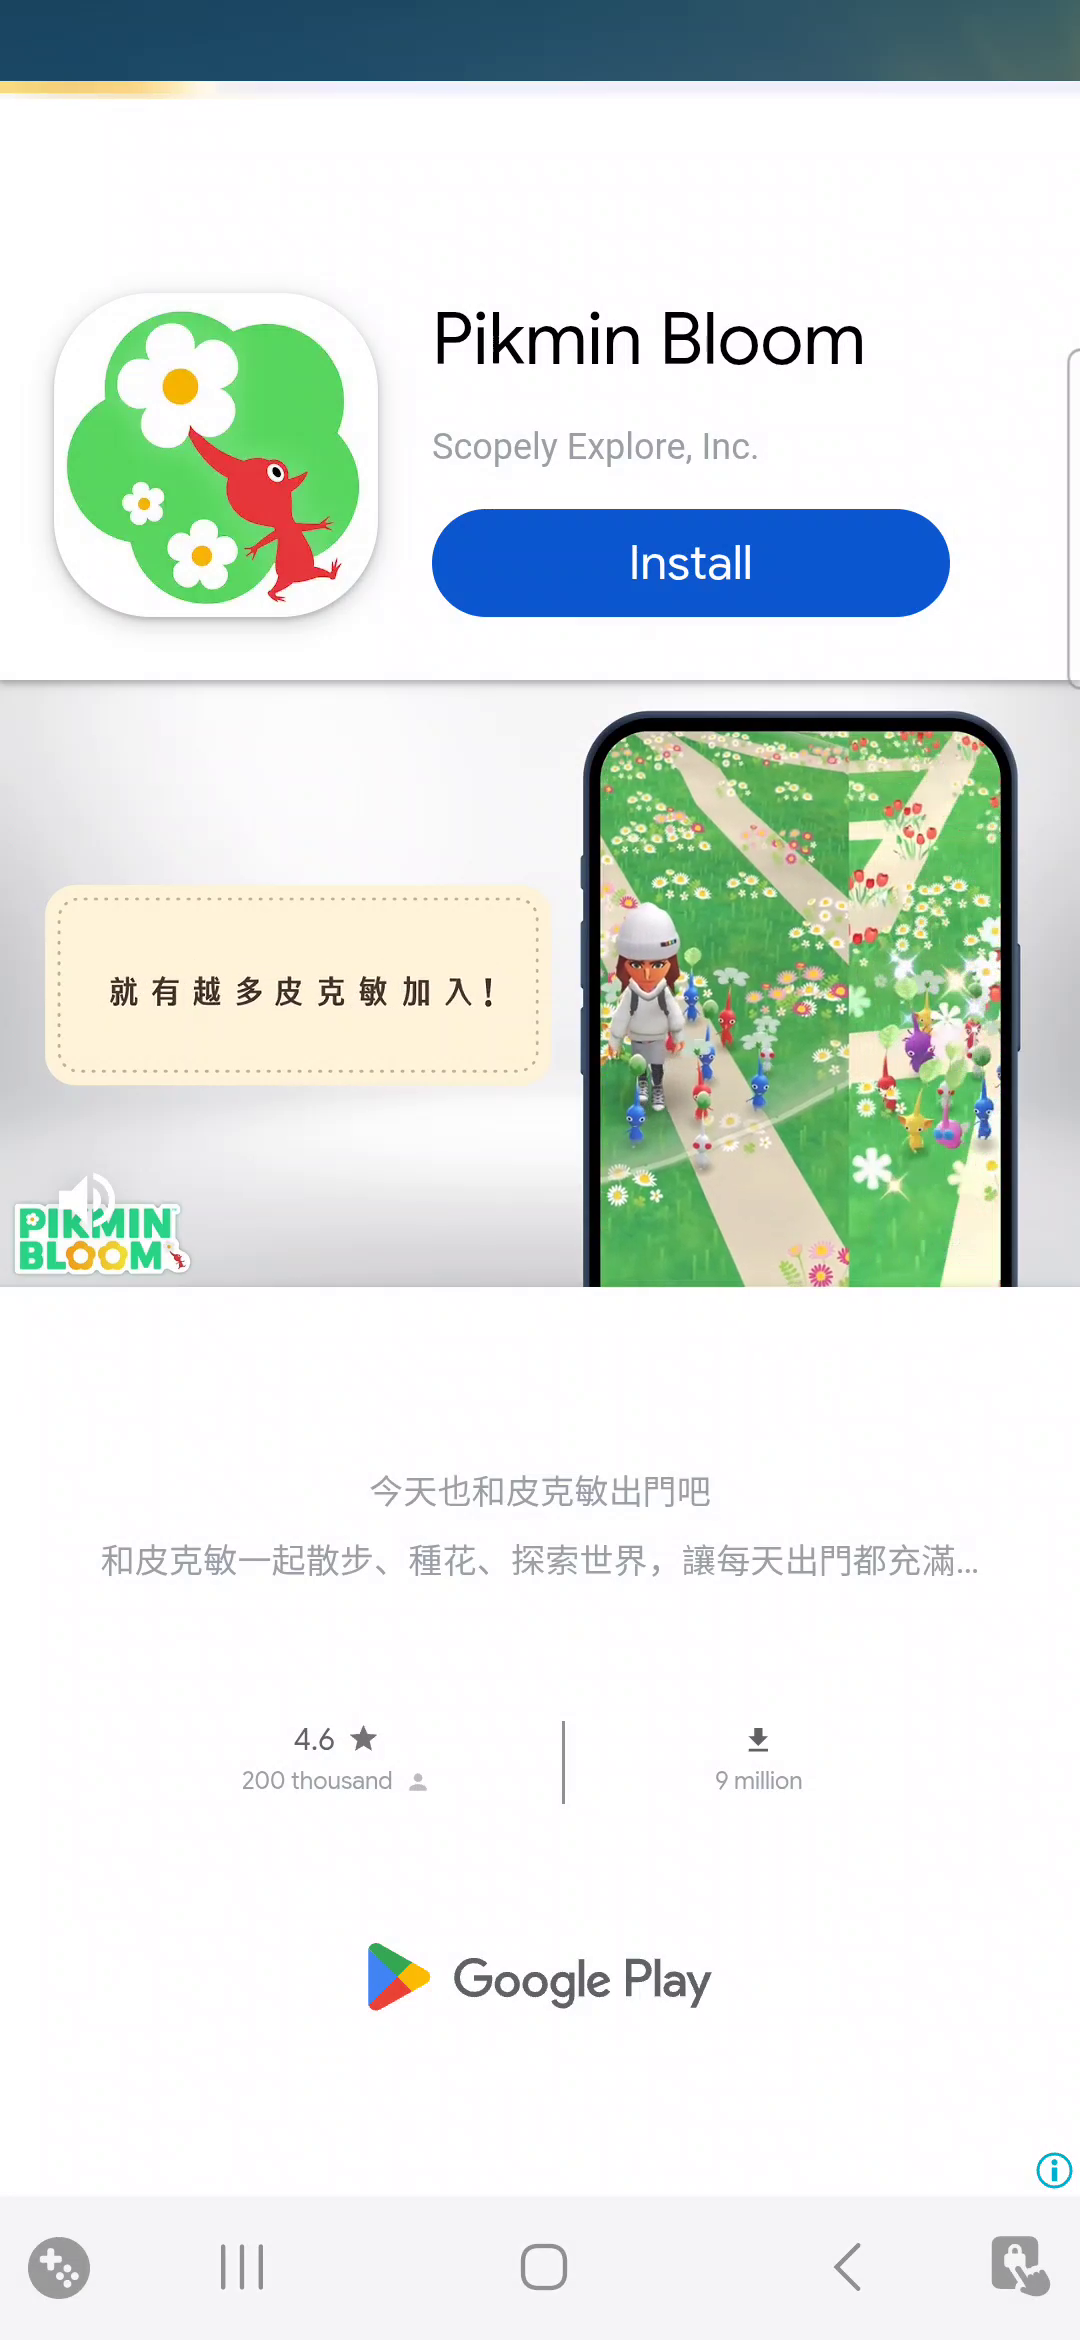 Pikmin Bloom
Scopely Explore, Inc.
Install
就有越多皮克敏加入!
PIKMIN
BLOOM
今天也和皮克敏出門吧
和皮克敏一起散步、種花、探索世界，讓每天出門都充滿...
4.6
200 thousand
9 million
Google Play